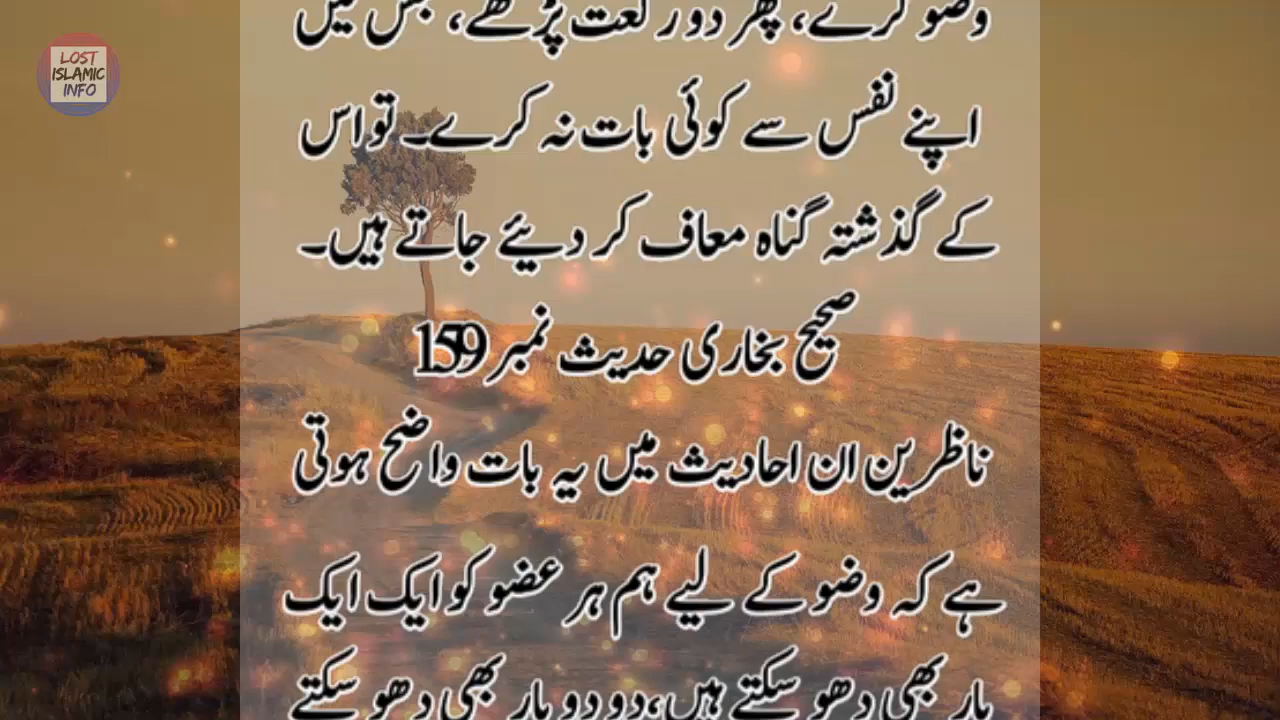 LOST
ISLAMIC
INFO
وضو کرے، پھر دو رکعت پڑھے، جس میں
اپنے نفس سے کوئی بات نہ کرے۔ تو اس
کے گذشتہ گناہ معاف کر دیئے جاتے ہیں۔
صحیح بخاری حدیث نمبر 159
ناظرین ان احادیث میں یہ بات واضح ہوتی
ہے کہ وضو کے لیے ہم ہر عضو کو ایک ایک
بار بھی دھو سکتے ہیں، دو دو بار بھی دھو سکتے